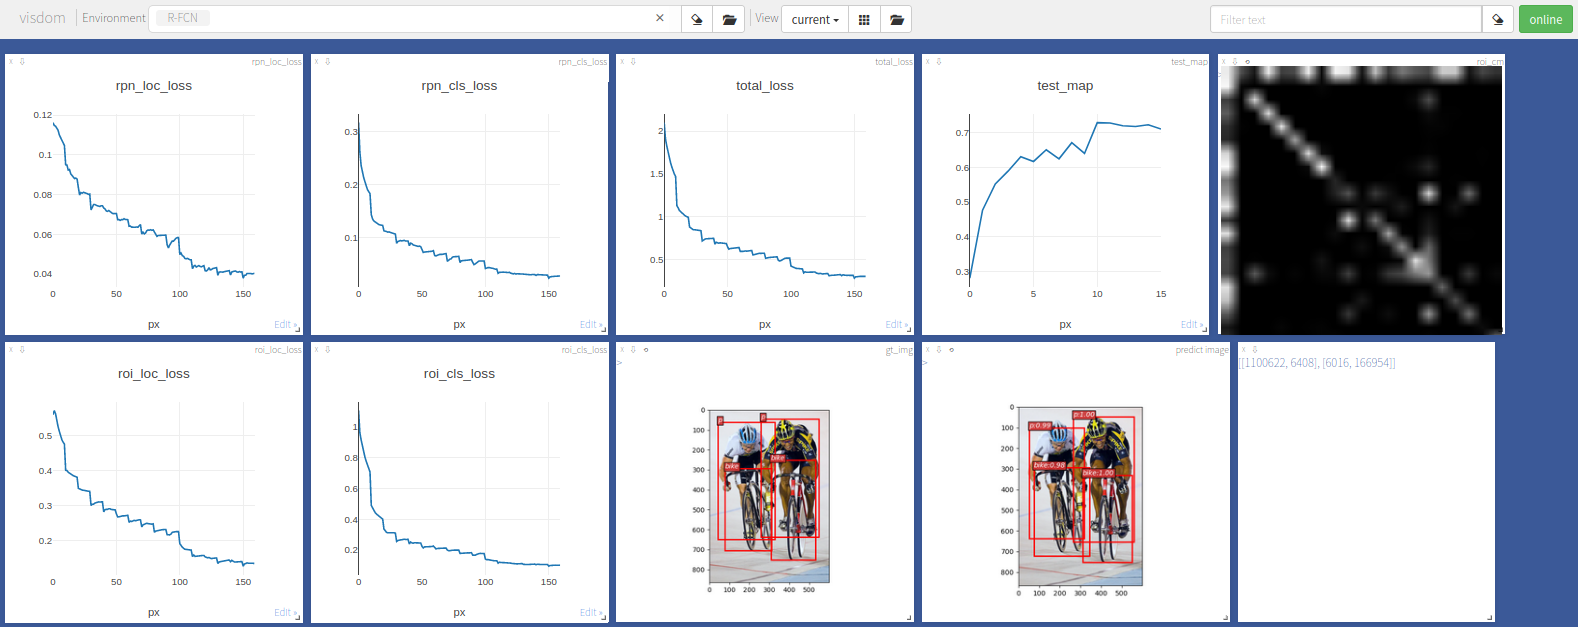 visdom Environment R-FCN × View current Filter text online
rpn_loc_loss
rpn_loc_loss
0.12
0.1
0.08
0.06
0.04
0 50 100 150
px
Edit »
rpn_cls_loss
rpn_cls_loss
0.3
0.2
0.1
0 50 100 150
px
Edit »
total_loss
total_loss
2
1.5
1
0.5
0 50 100 150
px
Edit »
test_map
test_map
0.7
0.6
0.5
0.4
0.3
0 5 10 15
px
Edit »
roi_cm
roi_loc_loss
roi_loc_loss
0.5
0.4
0.3
0.2
0 50 100 150
px
Edit »
roi_cls_loss
roi_cls_loss
1
0.8
0.6
0.4
0.2
0 50 100 150
px
Edit »
gt_img
>
0
100
200
300
400
500
600
700
800
0 100 200 300 400 500
p
p
bike
bike
predict image
>
0
100
200
300
400
500
600
700
800
0 100 200 300 400 500
p:1.00
p:0.99
bike:0.98
bike:1.00
[[1100622, 6408], [6016, 166954]]